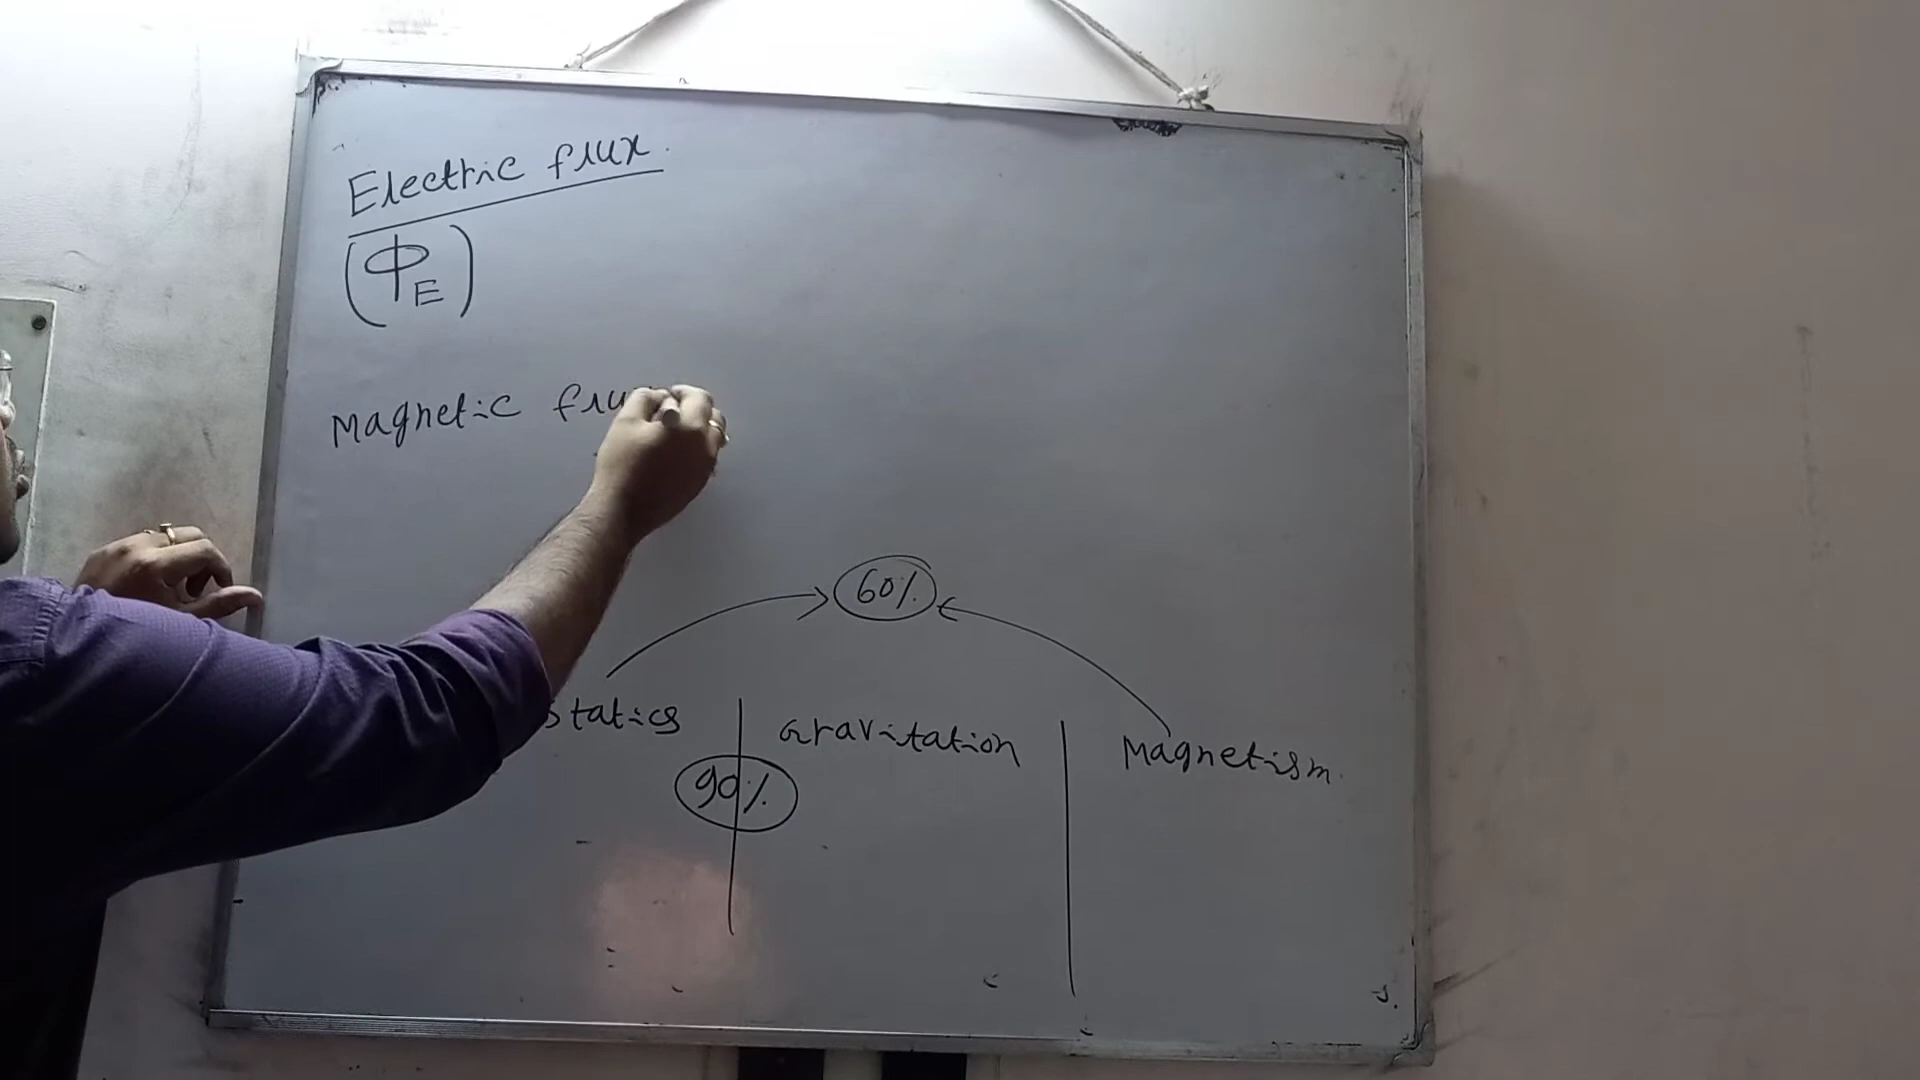 Electric flux.
(ΦE)
Magnetic flu
60%
statics | Gravitation | Magnetism.
90%